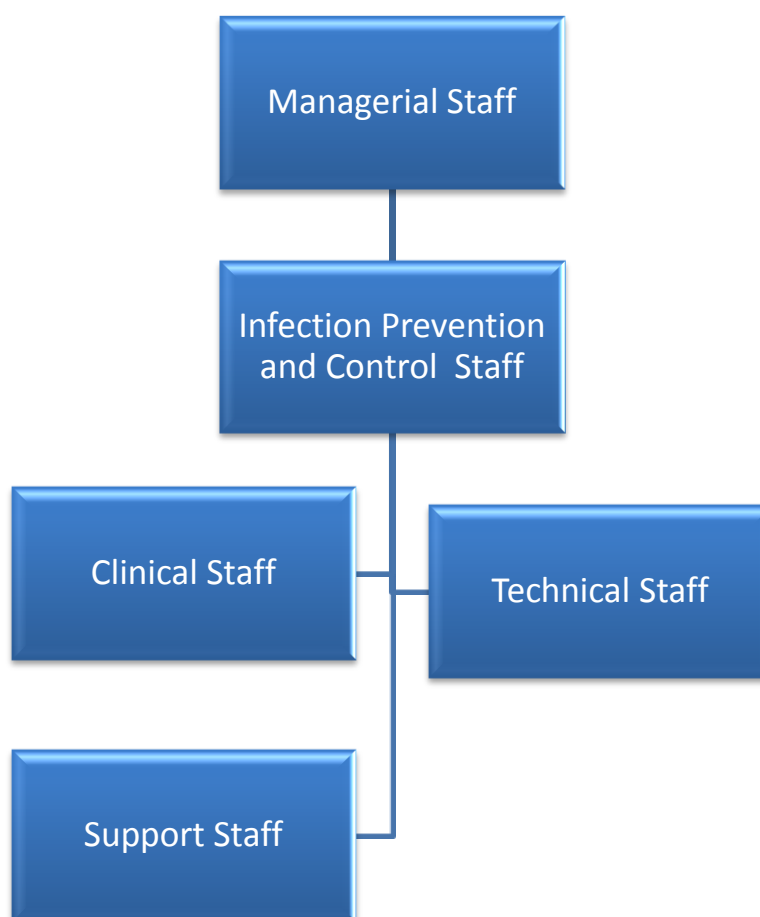 Managerial Staff
Infection Prevention
and Control  Staff
Clinical Staff
Technical Staff
Support Staff